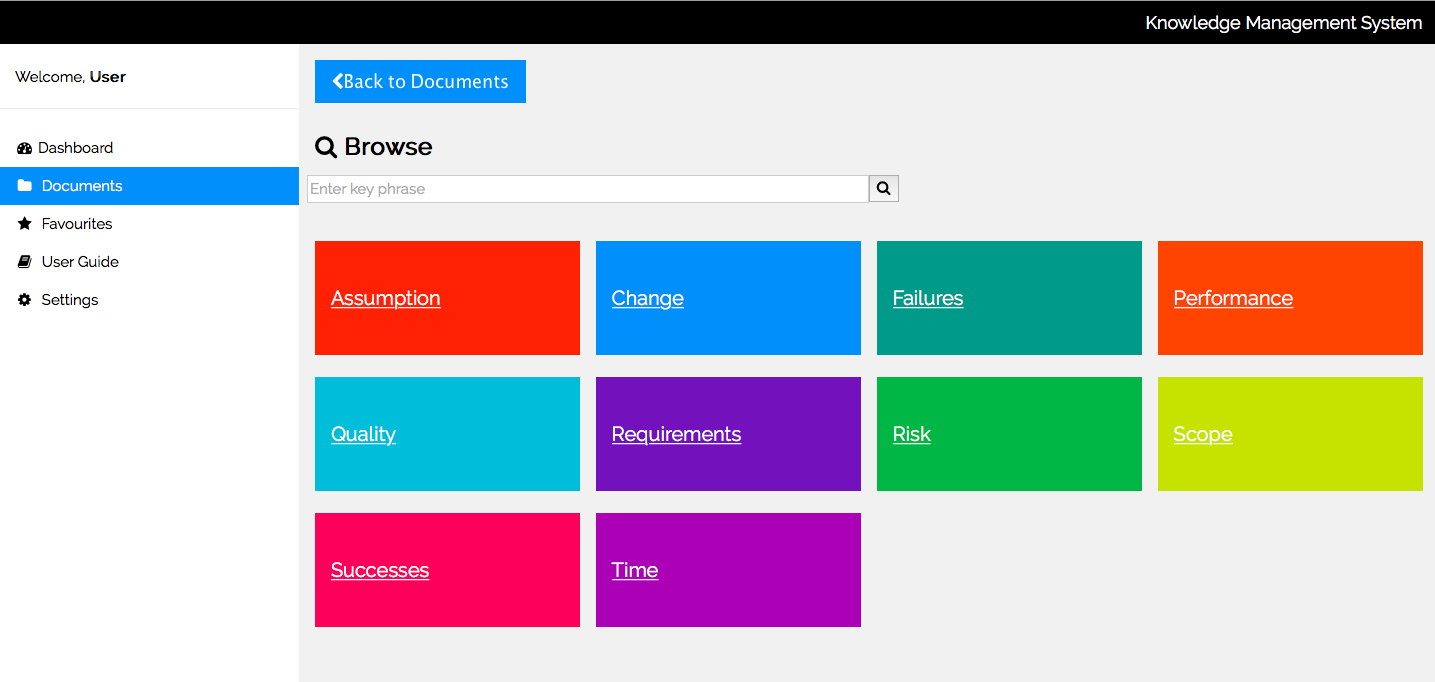 Knowledge Management System
Welcome, User
Dashboard
Documents
Favourites
User Guide
Settings
Back to Documents
Browse
Enter key phrase
Assumption
Change
Failures
Performance
Quality
Requirements
Risk
Scope
Successes
Time